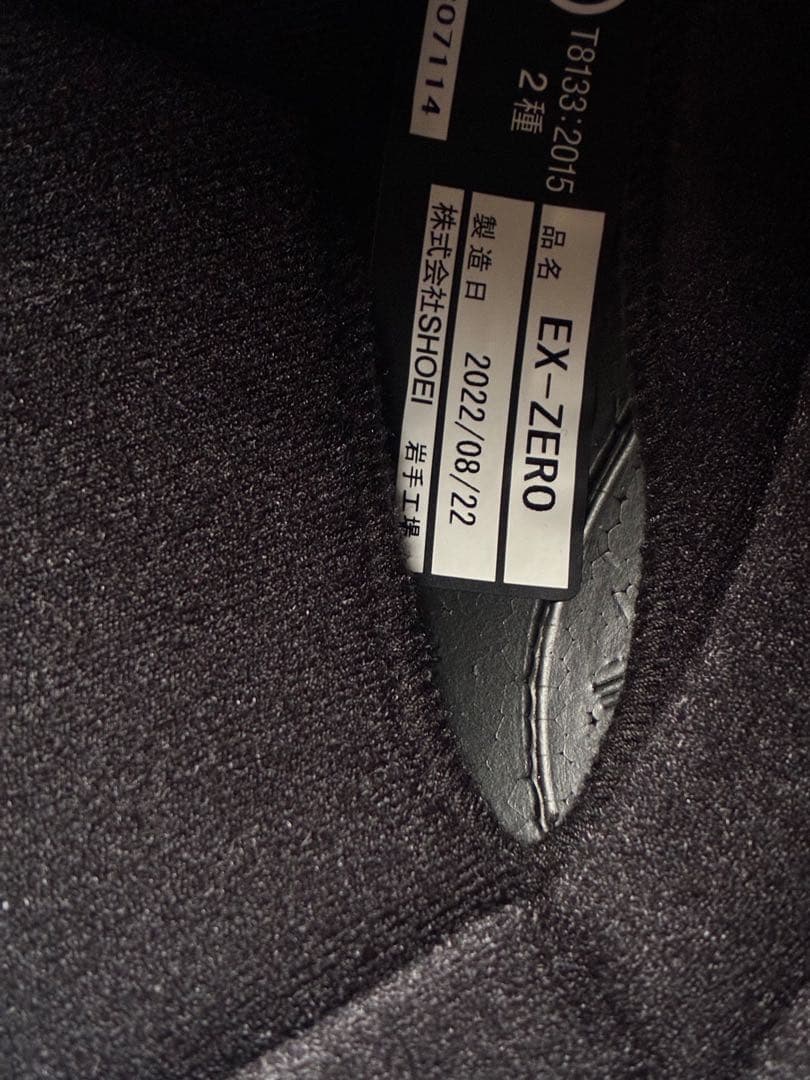 T8133:2015
2種
07114
品名 EX-ZERO
製造日 2022/08/22
株式会社SHOEI 岩手工場